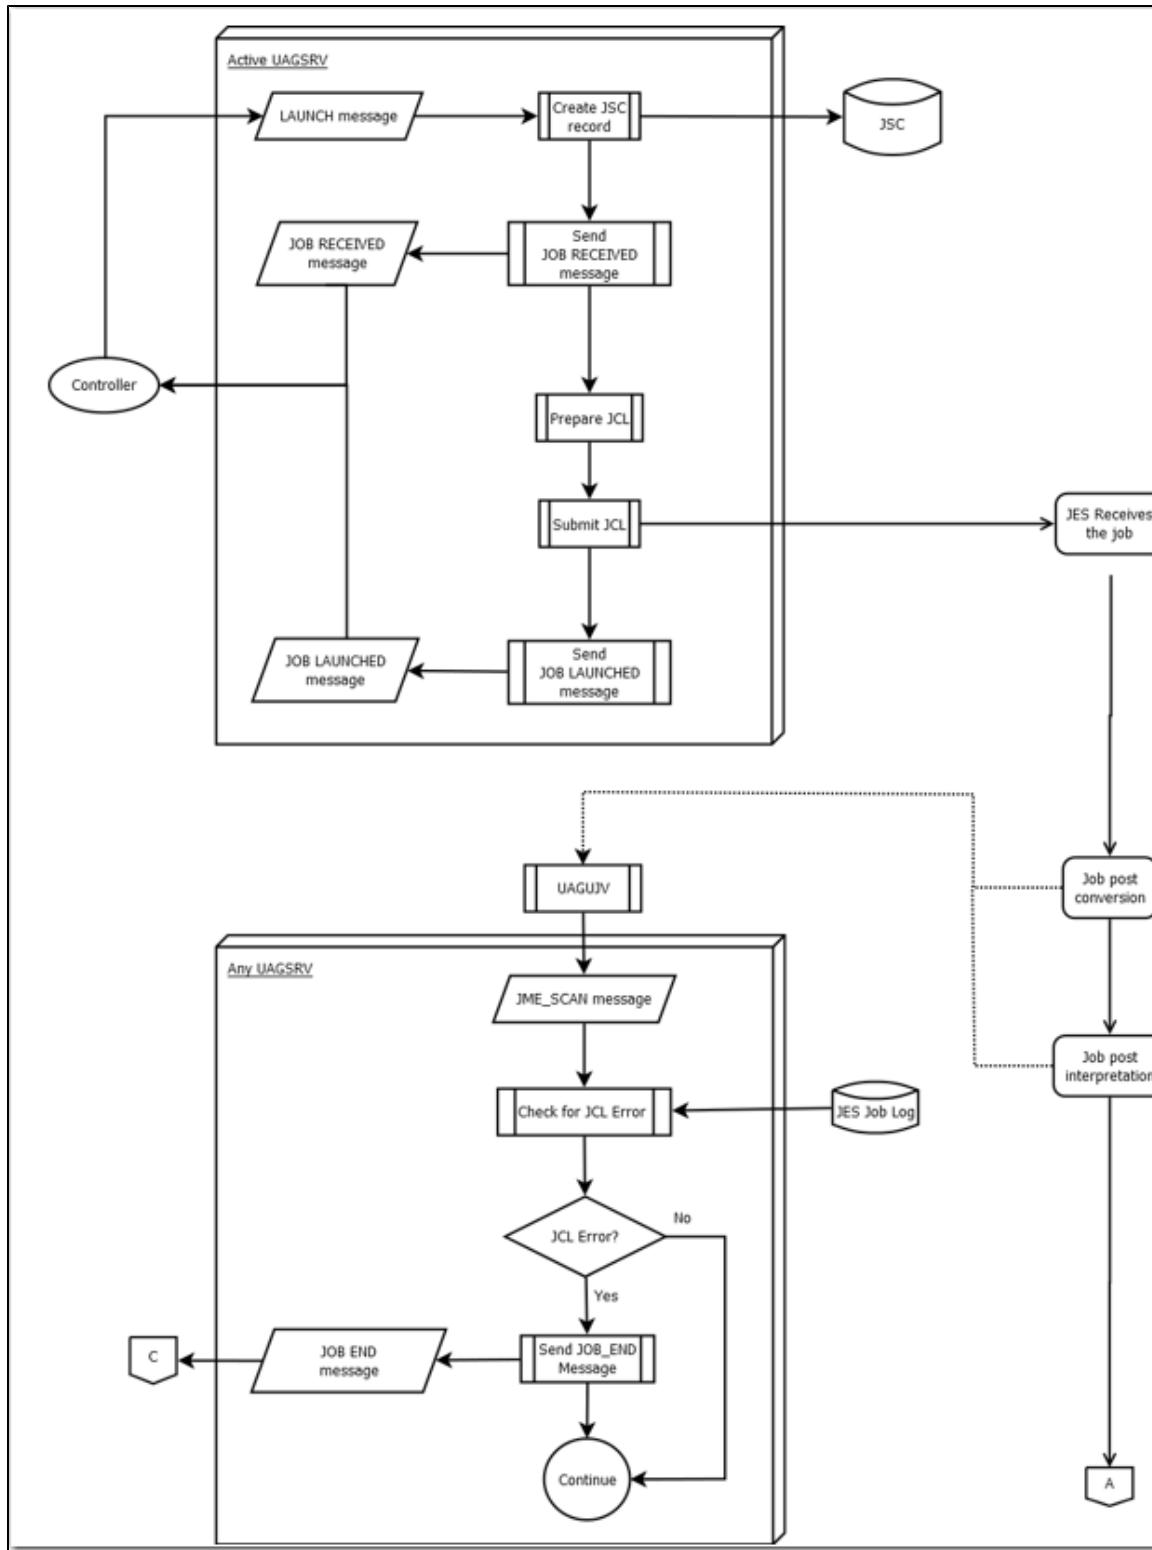 Active UAGSRV
LAUNCH message
Create JSC
record
JSC
JOB RECEIVED
message
Send
JOB RECEIVED
message
Controller
Prepare JCL
Submit JCL
JES Receives
the job
JOB LAUNCHED
message
Send
JOB LAUNCHED
message
UAGUJV
Job post
conversion
Any UAGSRV
JME_SCAN message
Job post
interpretation
Check for JCL Error
JES Job Log
No
JCL Error?
Yes
C
JOB END
message
Send JOB_END
Message
Continue
A